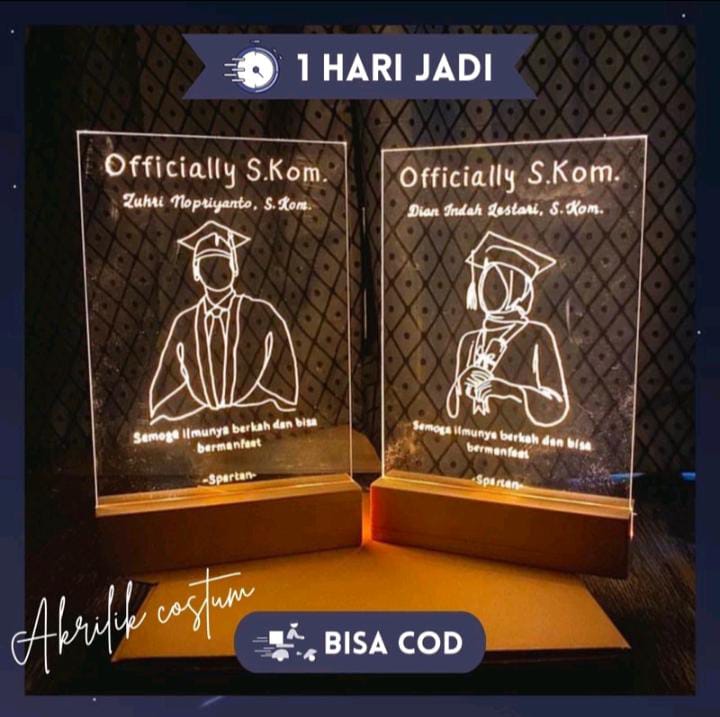 1 HARI JADI
Officially S.Kom.
Zuhri Nopriyanto, S.Kom.
Semoga ilmunya berkah dan bisa
bermanfaat
-Spartan-
Officially S.Kom.
Dian Indah Lestari, S.Kom.
Semoga ilmunya berkah dan bisa
bermanfaat
-Spartan-
Akrilik costum
BISA COD